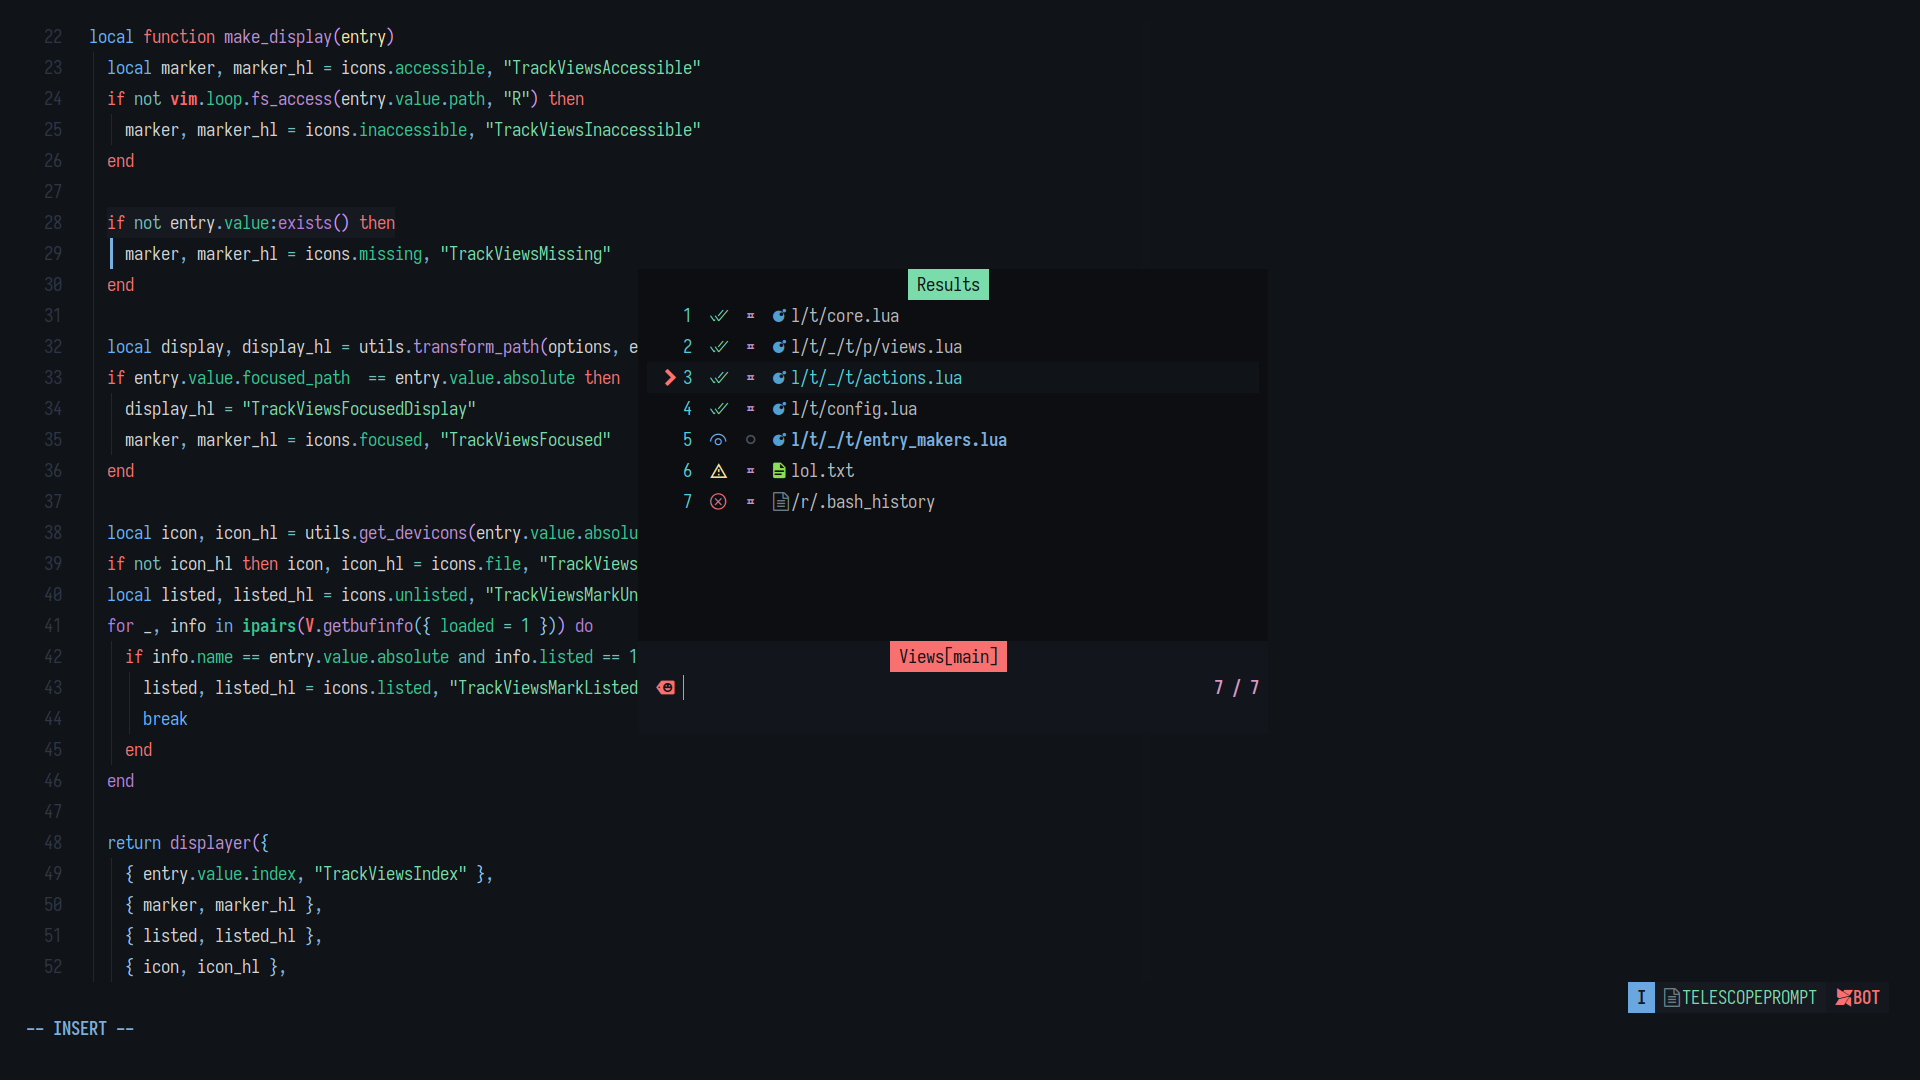 22 local function make_display(entry)
23 local marker, marker_hl = icons.accessible, "TrackViewsAccessible"
24 if not vim.loop.fs_access(entry.value.path, "R") then
25 marker, marker_hl = icons.inaccessible, "TrackViewsInaccessible"
26 end
27
28 if not entry.value:exists() then
29 marker, marker_hl = icons.missing, "TrackViewsMissing"
30 end
31
32 local display, display_hl = utils.transform_path(options, e
33 if entry.value.focused_path  == entry.value.absolute then
34 display_hl = "TrackViewsFocusedDisplay"
35 marker, marker_hl = icons.focused, "TrackViewsFocused"
36 end
37
38 local icon, icon_hl = utils.get_devicons(entry.value.absolu
39 if not icon_hl then icon, icon_hl = icons.file, "TrackViews
40 local listed, listed_hl = icons.unlisted, "TrackViewsMarkUn
41 for _, info in ipairs(V.getbufinfo({ loaded = 1 })) do
42 if info.name == entry.value.absolute and info.listed == 1
43 listed, listed_hl = icons.listed, "TrackViewsMarkListed
44 break
45 end
46 end
47
48 return displayer({
49 { entry.value.index, "TrackViewsIndex" },
50 { marker, marker_hl },
51 { listed, listed_hl },
52 { icon, icon_hl },
Results
1 l/t/core.lua
2 l/t/_/t/p/views.lua
3 l/t/_/t/actions.lua
4 l/t/config.lua
5 l/t/_/t/entry_makers.lua
6 lol.txt
7 /r/.bash_history
Views[main]
7 / 7
I TELESCOPEPROMPT BOT
-- INSERT --